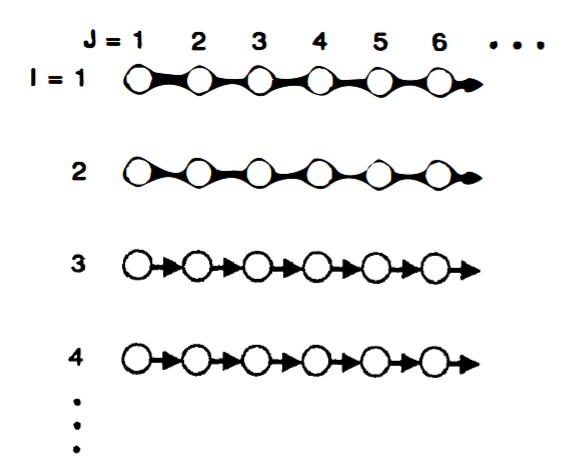 J = 1 2 3 4 5 6 • • •
I = 1
2
3
4